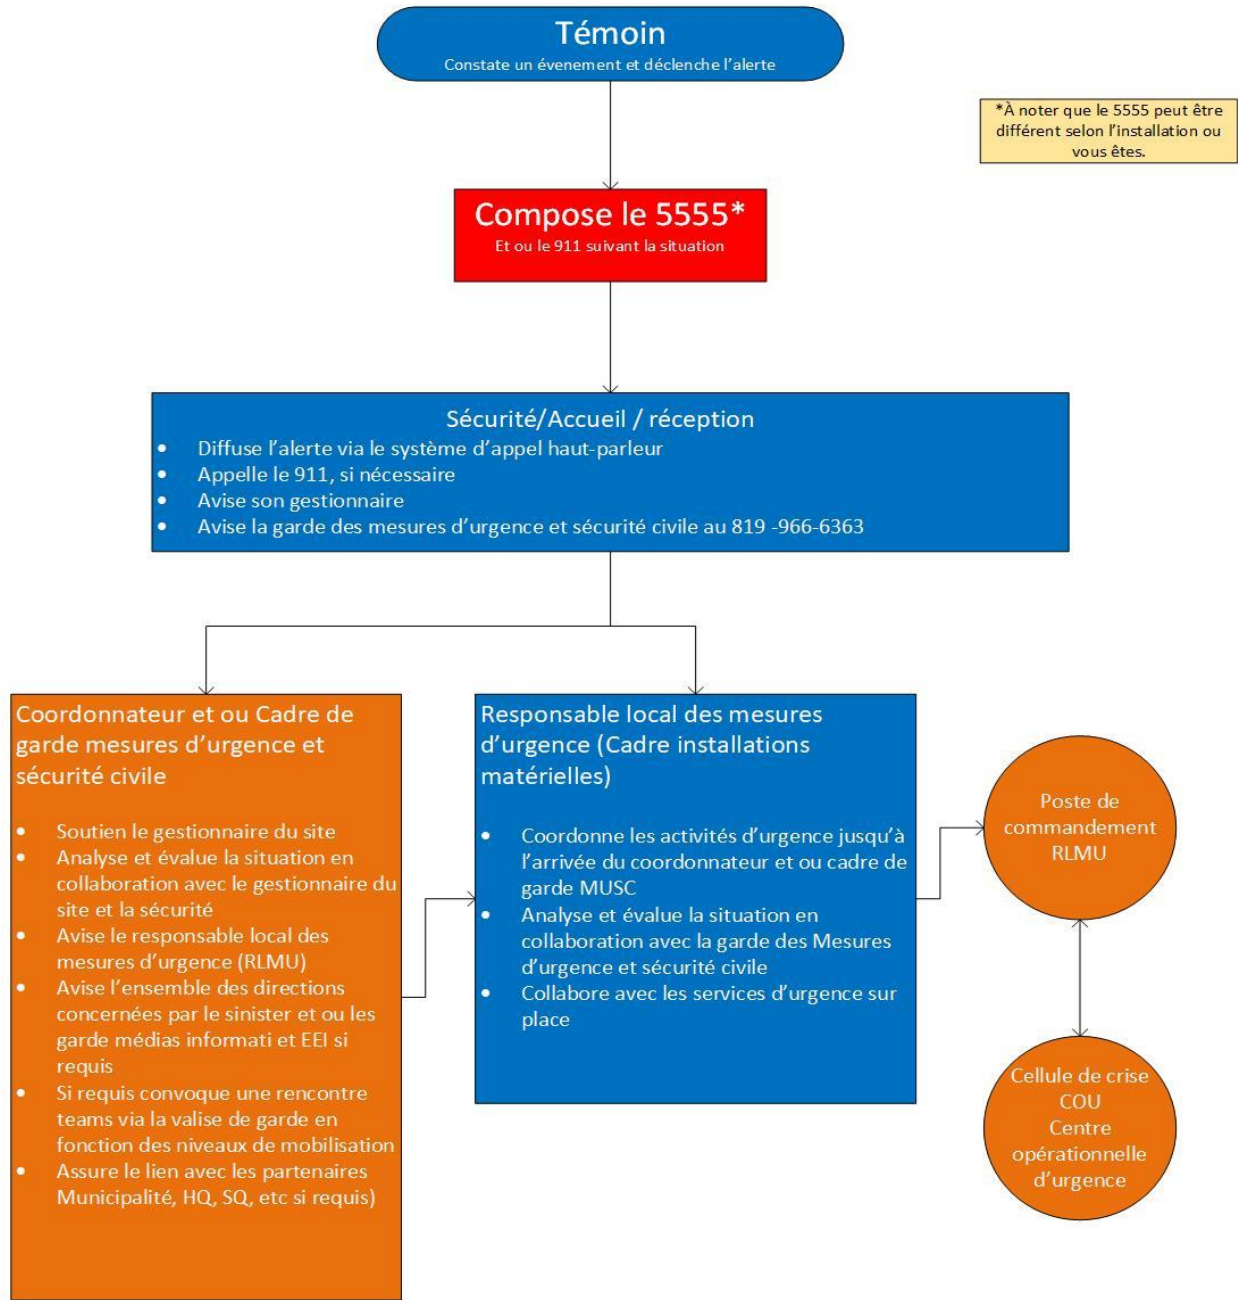 Témoin
Constate un évenement et déclenche l'alerte
*À noter que le 5555 peut être
différent selon l'installation ou
vous êtes.
Compose le 5555*
Et ou le 911 suivant la situation
Sécurité/Accueil / réception
• Diffuse l'alerte via le système d'appel haut-parleur
• Appelle le 911, si nécessaire
• Avise son gestionnaire
• Avise la garde des mesures d'urgence et sécurité civile au 819 -966-6363
Coordonnateur et ou Cadre de
garde mesures d'urgence et
sécurité civile
• Soutien le gestionnaire du site
• Analyse et évalue la situation en
collaboration avec le gestionnaire du
site et la sécurité
• Avise le responsable local des
mesures d'urgence (RLMU)
• Avise l'ensemble des directions
concernées par le sinister et ou les
garde médias informati et EEI si
requis
• Si requis convoque une rencontre
teams via la valise de garde en
fonction des niveaux de mobilisation
• Assure le lien avec les partenaires
Municipalité, HQ, SQ, etc si requis)
Responsable local des mesures
d'urgence (Cadre installations
matérielles)
• Coordonne les activités d'urgence jusqu'à
l'arrivée du coordonnateur et ou cadre de
garde MUSC
• Analyse et évalue la situation en
collaboration avec la garde des Mesures
d'urgence et sécurité civile
• Collabore avec les services d'urgence sur
place
Poste de
commandement
RLMU
Cellule de crise
COU
Centre
opérationnelle
d'urgence